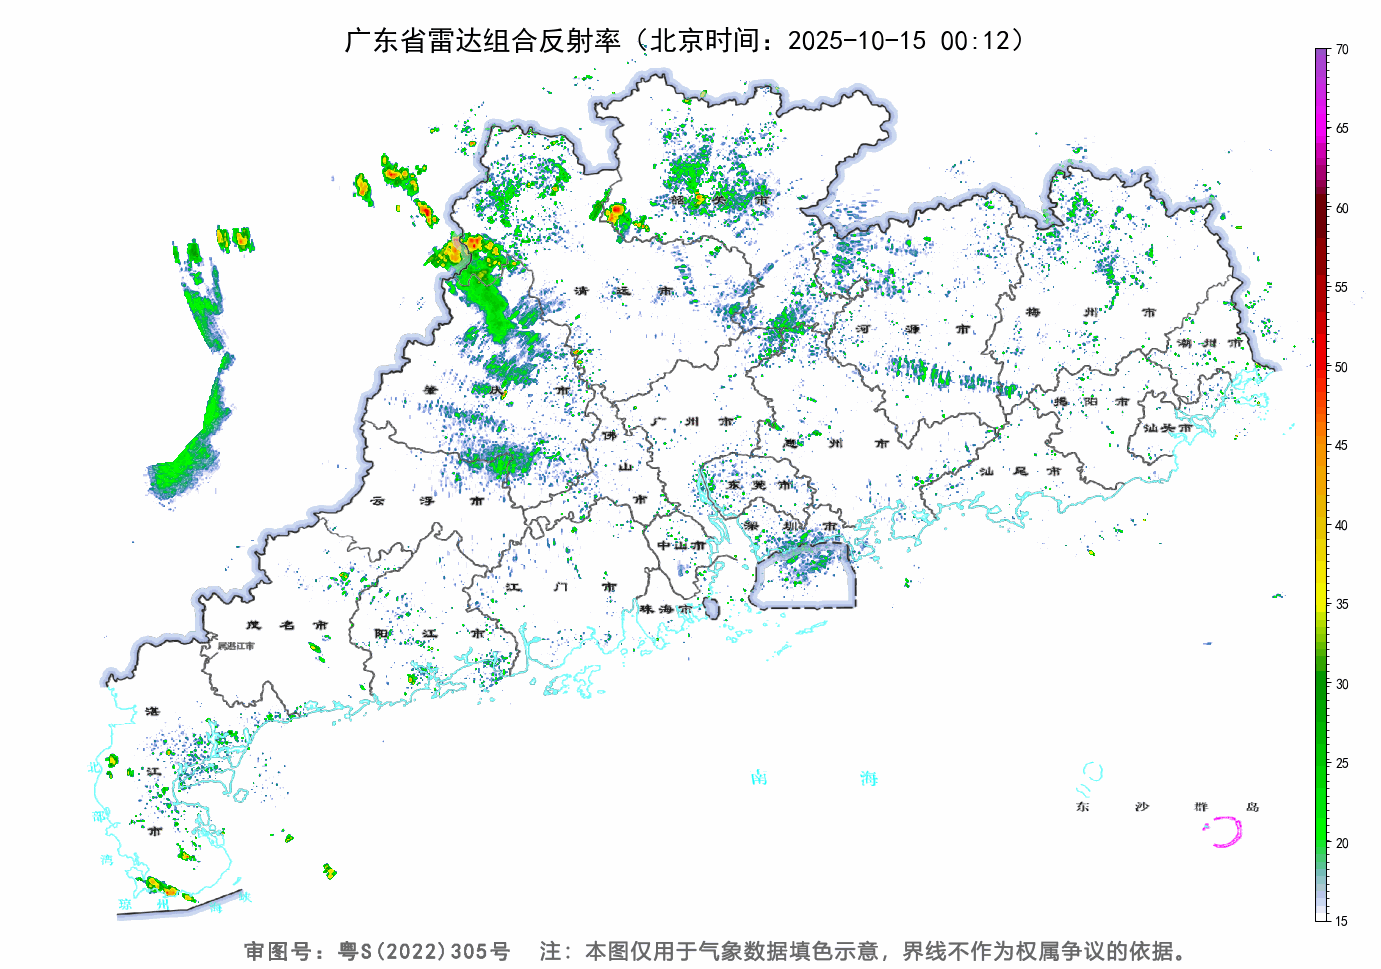 广东省雷达组合反射率（北京时间：2025-10-15 00:12）
70
65
60
55
50
45
40
35
30
25
20
15
韶关市
清远市
河源市
梅州市
潮州市
肇庆市
广州市
佛山市
惠州市
揭阳市
汕头市
云浮市
东莞市
汕尾市
深圳市
中山市
江门市
珠海市
茂名市
属湛江市
阳江市
湛江市
北部湾
南海
东沙群岛
琼州海峡
审图号：粤S(2022)305号 注：本图仅用于气象数据填色示意，界线不作为权属争议的依据。